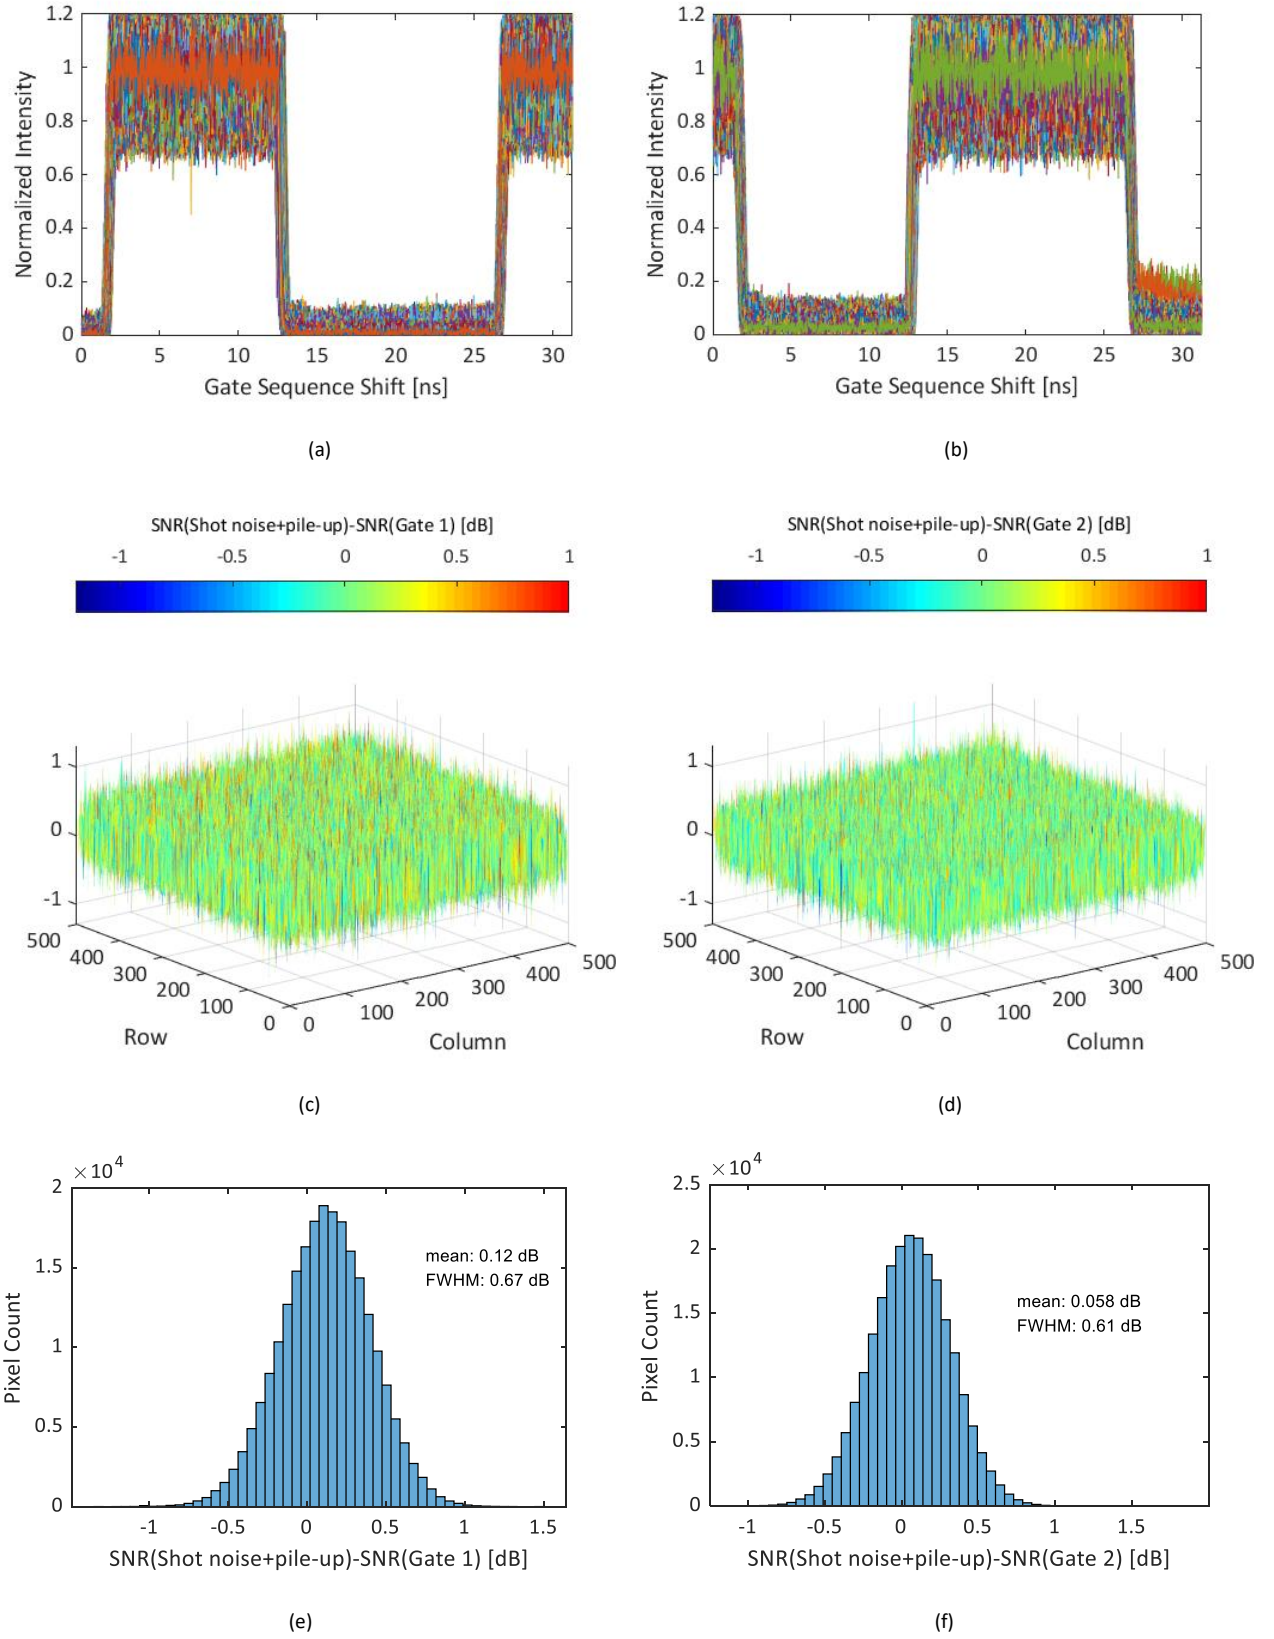 1.2
1
0.8
0.6
0.4
0.2
0
Normalized Intensity
0 5 10 15 20 25 30
Gate Sequence Shift [ns]
(a)
1.2
1
0.8
0.6
0.4
0.2
0
Normalized Intensity
0 5 10 15 20 25 30
Gate Sequence Shift [ns]
(b)
SNR(Shot noise+pile-up)-SNR(Gate 1) [dB]
-1 -0.5 0 0.5 1
1
0
-1
500 400 300 200 100 0
Row
0 100 200 300 400 500
Column
(c)
SNR(Shot noise+pile-up)-SNR(Gate 2) [dB]
-1 -0.5 0 0.5 1
1
0
-1
500 400 300 200 100 0
Row
0 100 200 300 400 500
Column
(d)
×10⁴
2
1.5
1
0.5
0
Pixel Count
mean: 0.12 dB
FWHM: 0.67 dB
-1 -0.5 0 0.5 1 1.5
SNR(Shot noise+pile-up)-SNR(Gate 1) [dB]
(e)
×10⁴
2.5
2
1.5
1
0.5
0
Pixel Count
mean: 0.058 dB
FWHM: 0.61 dB
-1 -0.5 0 0.5 1 1.5
SNR(Shot noise+pile-up)-SNR(Gate 2) [dB]
(f)